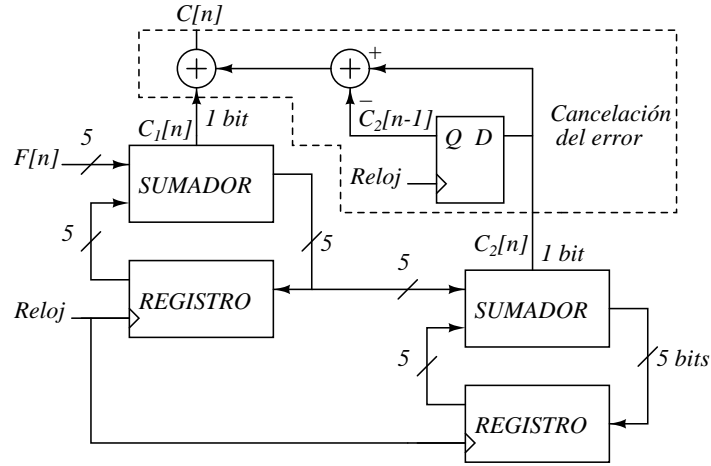 C[n]
+
−
+
+
C₂[n-1]
C₁[n]
1 bit
Cancelación
del error
5
F[n]
Q D
SUMADOR
Reloj
5
5
C₂[n]
1 bit
5
REGISTRO
SUMADOR
Reloj
5
5 bits
REGISTRO